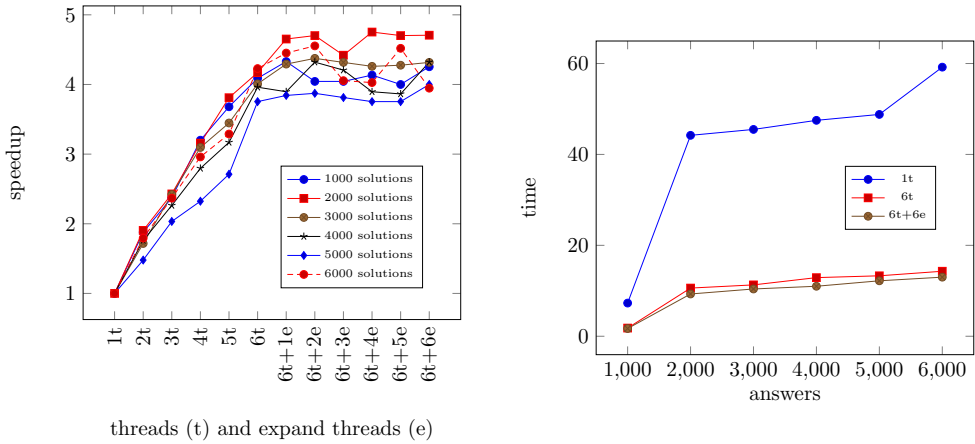 speedup
5
4
3
2
1
1000 solutions
2000 solutions
3000 solutions
4000 solutions
5000 solutions
6000 solutions
1t
2t
3t
4t
5t
6t
6t+1e
6t+2e
6t+3e
6t+4e
6t+5e
6t+6e
threads (t) and expand threads (e)
time
60
40
20
0
1t
6t
6t+6e
1,000 2,000 3,000 4,000 5,000 6,000
answers